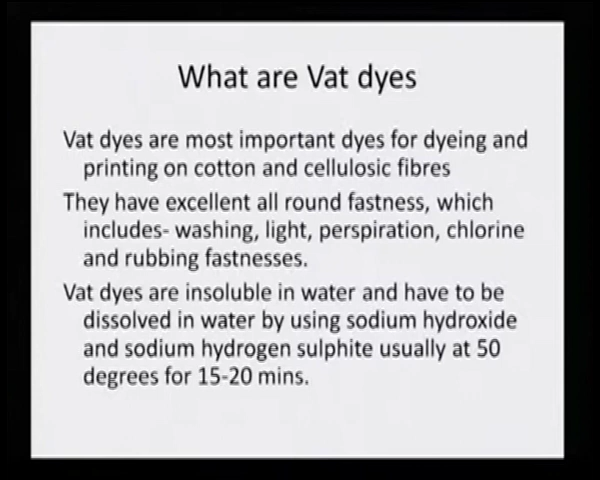 What are Vat dyes
Vat dyes are most important dyes for dyeing and
printing on cotton and cellulosic fibres
They have excellent all round fastness, which
includes- washing, light, perspiration, chlorine
and rubbing fastnesses.
Vat dyes are insoluble in water and have to be
dissolved in water by using sodium hydroxide
and sodium hydrogen sulphite usually at 50
degrees for 15-20 mins.